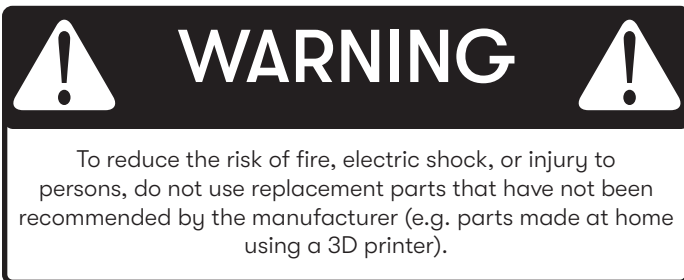 WARNING
To reduce the risk of fire, electric shock, or injury to
persons, do not use replacement parts that have not been
recommended by the manufacturer (e.g. parts made at home
using a 3D printer).